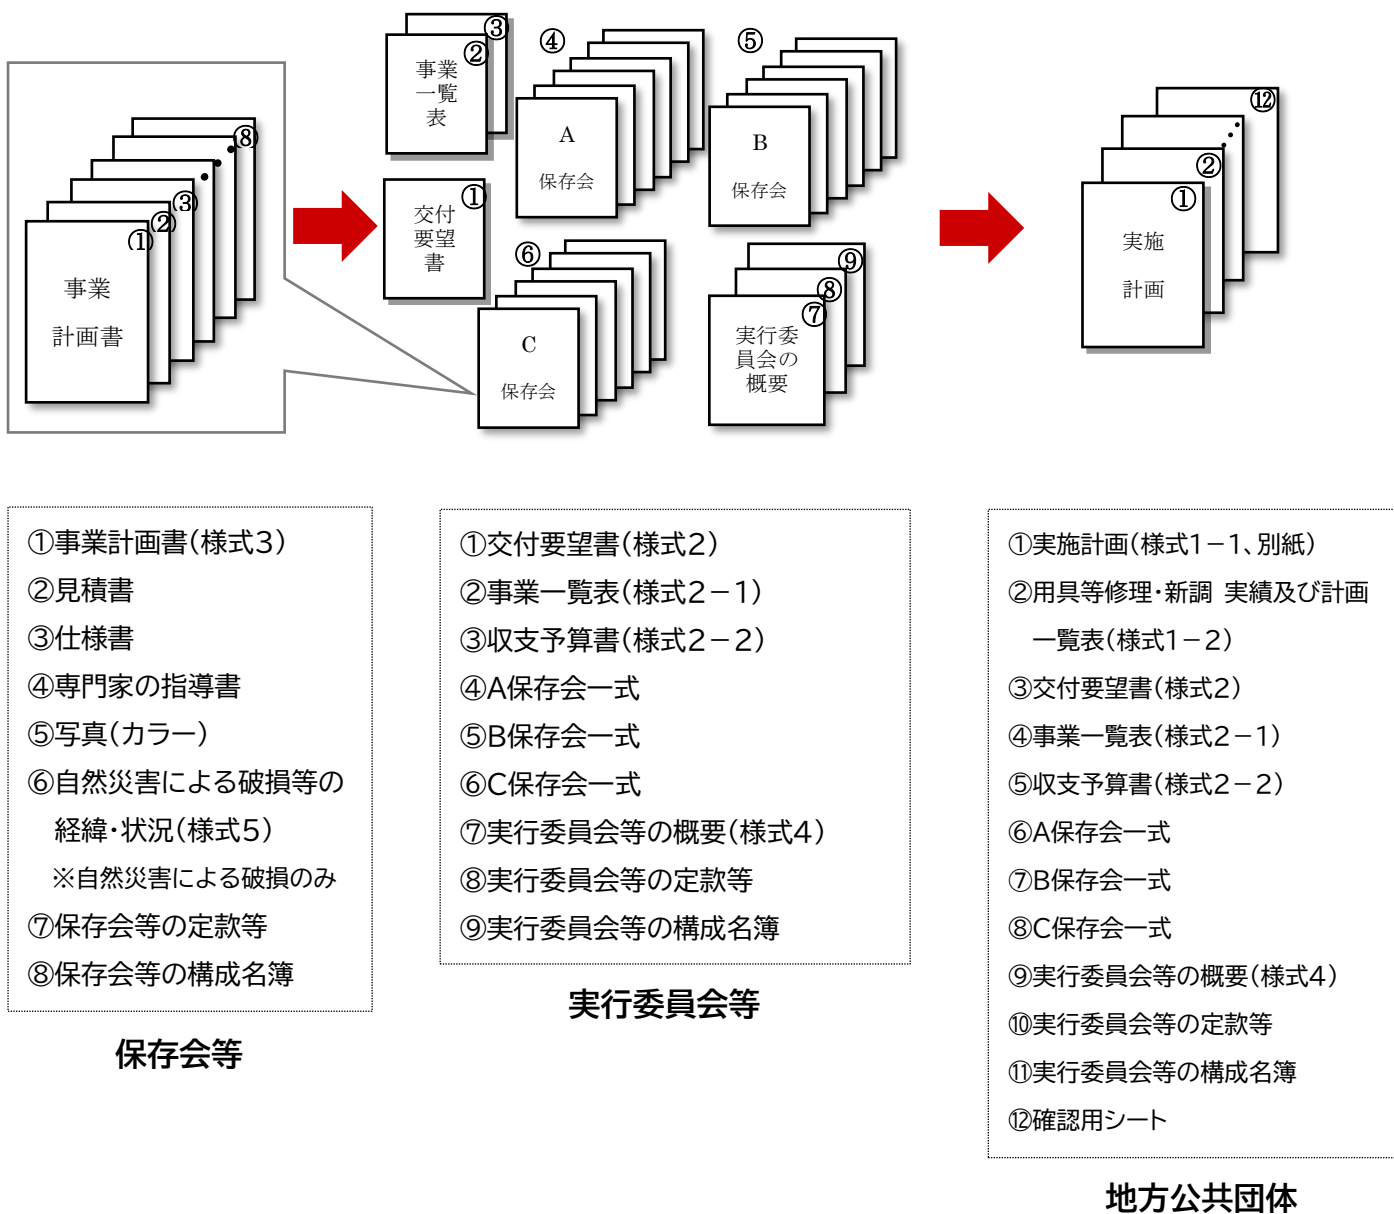 ⑧
③
②
①
事業
計画書
③
②
事業
一覧
表
①
交付
要望
書
④
A
保存会
⑤
B
保存会
⑥
C
保存会
⑨
⑧
⑦
実行委
員会の
概要
⑫
②
①
実施
計画
①事業計画書(様式3)
②見積書
③仕様書
④専門家の指導書
⑤写真(カラー)
⑥自然災害による破損等の
経緯・状況(様式5)
※自然災害による破損のみ
⑦保存会等の定款等
⑧保存会等の構成名簿
保存会等
①交付要望書(様式2)
②事業一覧表(様式2-1)
③収支予算書(様式2-2)
④A保存会一式
⑤B保存会一式
⑥C保存会一式
⑦実行委員会等の概要(様式4)
⑧実行委員会等の定款等
⑨実行委員会等の構成名簿
実行委員会等
①実施計画(様式1-1、別紙)
②用具等修理・新調 実績及び計画
一覧表(様式1-2)
③交付要望書(様式2)
④事業一覧表(様式2-1)
⑤収支予算書(様式2-2)
⑥A保存会一式
⑦B保存会一式
⑧C保存会一式
⑨実行委員会等の概要(様式4)
⑩実行委員会等の定款等
⑪実行委員会等の構成名簿
⑫確認用シート
地方公共団体